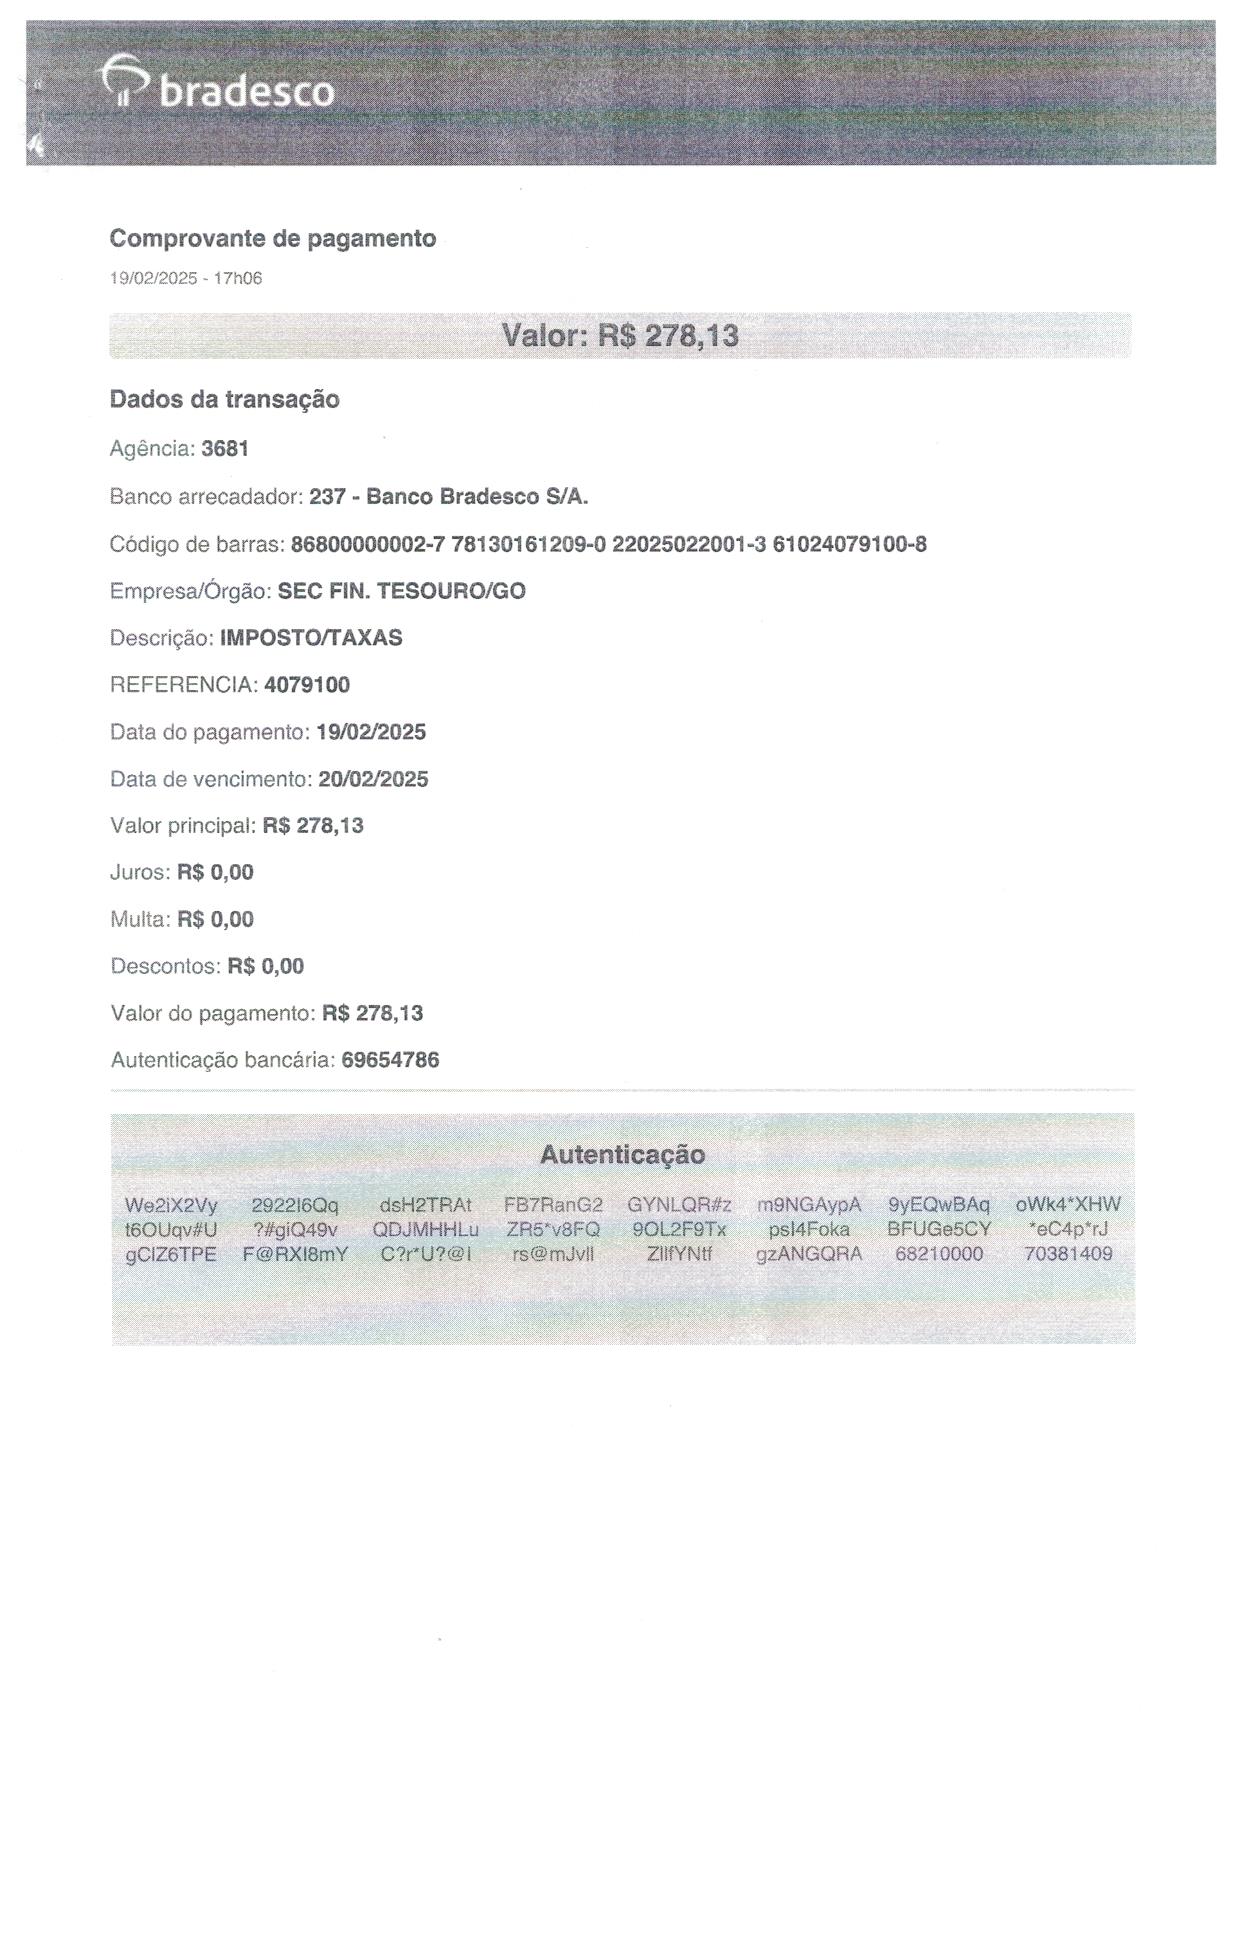 bradesco
Comprovante de pagamento
19/02/2025 - 17h06
Valor: R$ 278,13
Dados da transação
Agência: 3681
Banco arrecadador: 237 - Banco Bradesco S/A.
Código de barras: 86800000002-7 78130161209-0 22025022001-3 61024079100-8
Empresa/Órgão: SEC FIN. TESOURO/GO
Descrição: IMPOSTO/TAXAS
REFERENCIA: 4079100
Data do pagamento: 19/02/2025
Data de vencimento: 20/02/2025
Valor principal: R$ 278,13
Juros: R$ 0,00
Multa: R$ 0,00
Descontos: R$ 0,00
Valor do pagamento: R$ 278,13
Autenticação bancária: 69654786
Autenticação
We2iX2Vy 2922I6Qq dsH2TRAt FB7RanG2 GYNLQR#z m9NGAypA 9yEQwBAq oWk4*XHW
t6OUqv#U ?#giQ49v QDJMHHLu ZR5*v8FQ 9OL2F9Tx psI4Foka BFUGe5CY *eC4p*rJ
gCIZ6TPE F@RXI8mY C?r*U?@I rs@mJvII ZIIfYNtf gzANGQRA 68210000 70381409